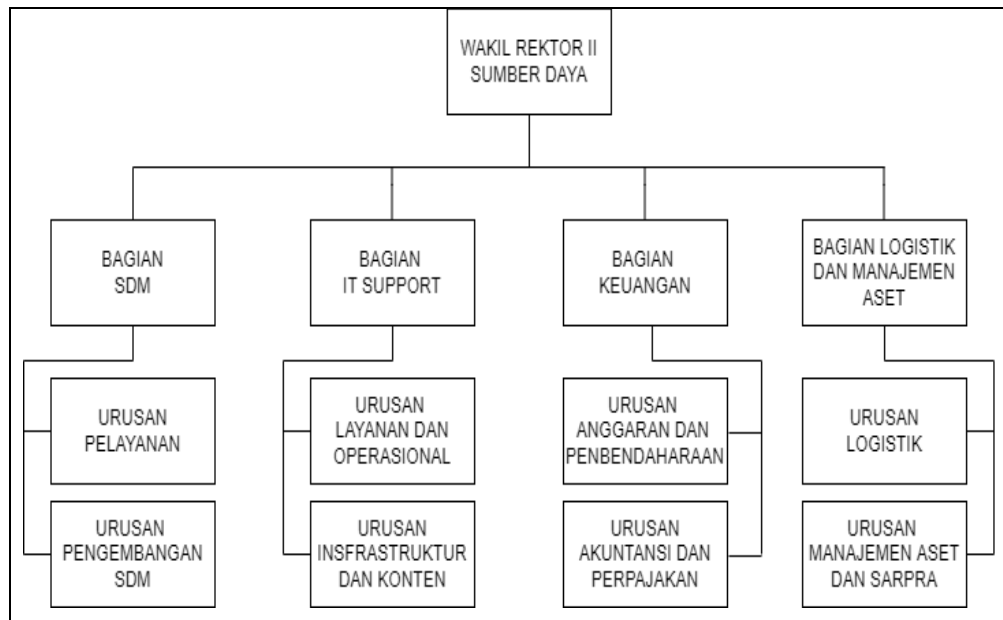 WAKIL REKTOR II
SUMBER DAYA
BAGIAN
SDM
BAGIAN
IT SUPPORT
BAGIAN
KEUANGAN
BAGIAN LOGISTIK
DAN MANAJEMEN
ASET
URUSAN
PELAYANAN
URUSAN
LAYANAN DAN
OPERASIONAL
URUSAN
ANGGARAN DAN
PENBENDAHARAAN
URUSAN
LOGISTIK
URUSAN
PENGEMBANGAN
SDM
URUSAN
INSFRASTRUKTUR
DAN KONTEN
URUSAN
AKUNTANSI DAN
PERPAJAKAN
URUSAN
MANAJEMEN ASET
DAN SARPRA